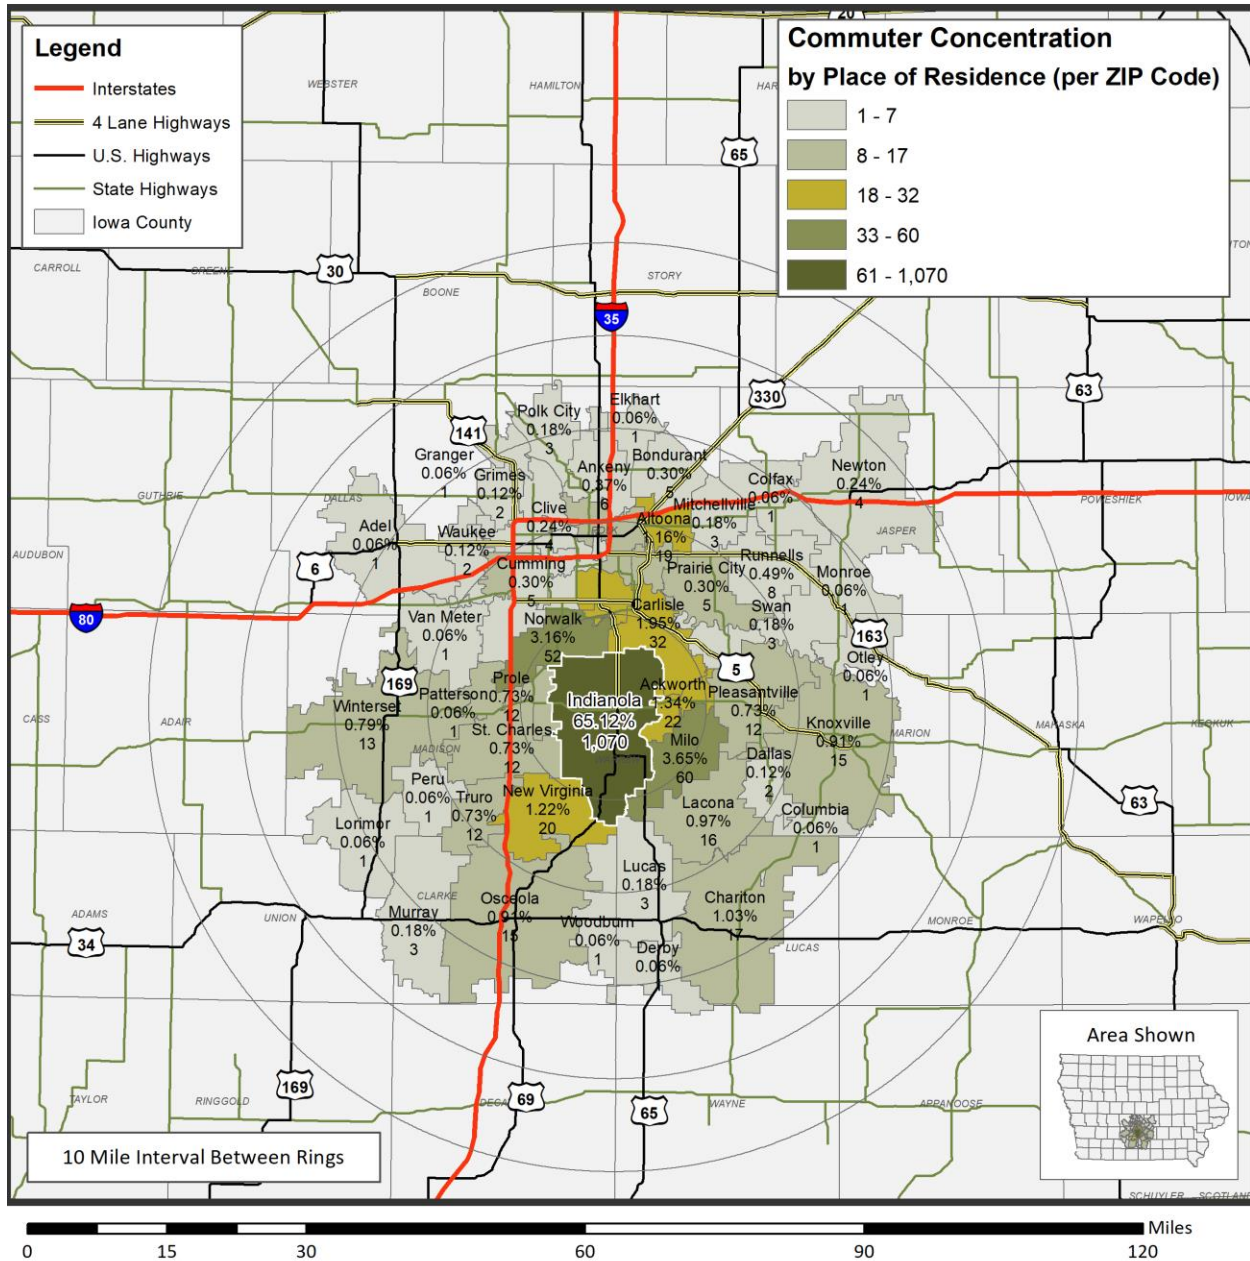 Legend
Interstates
4 Lane Highways
U.S. Highways
State Highways
Iowa County
Commuter Concentration
by Place of Residence (per ZIP Code)
1 - 7
8 - 17
18 - 32
33 - 60
61 - 1,070
20
WEBSTER
HAMILTON
HAR
65
CARROLL
GREENE
30
BOONE
STORY
35
330
63
141
Polk City
0.18%
3
Elkhart
0.06%
1
Granger
0.06%
1
Grimes
0.12%
2
Ankeny
0.37%
6
Bondurant
0.30%
5
Colfax
0.06%
1
Newton
0.24%
4
GUTHRIE
DALLAS
POWESHIEK
IOWA
Adel
0.06%
1
Waukee
0.12%
2
Clive
0.24%
4
POLK
Altoona
1.16%
19
Mitchellville
0.18%
3
JASPER
AUDUBON
6
Cumming
0.30%
5
Prairie City
0.30%
5
Runnells
0.49%
8
Monroe
0.06%
1
80
Van Meter
0.06%
1
Norwalk
3.16%
52
Carlisle
1.95%
32
Swan
0.18%
3
163
Otley
0.06%
1
169
5
CASS
ADAIR
Winterset
0.79%
13
Patterson
0.06%
1
Prole
0.73%
12
Indianola
65.12%
1,070
Ackworth
1.34%
22
Pleasantville
0.73%
12
Knoxville
0.91%
15
MARION
MAHASKA
KEOKUK
MADISON
St. Charles
0.73%
12
Milo
3.65%
60
Dallas
0.12%
2
Peru
0.06%
1
Truro
0.73%
12
New Virginia
1.22%
20
Lacona
0.97%
16
Columbia
0.06%
1
63
Lorimor
0.06%
1
Lucas
0.18%
3
CLARKE
ADAMS
UNION
Murray
0.18%
3
Osceola
0.91%
15
Woodburn
0.06%
1
Derby
0.06%
Chariton
1.03%
17
LUCAS
MONROE
WAPELLO
34
TAYLOR
RINGGOLD
169
DECA
69
65
WAYNE
APPANOOSE
Area Shown
10 Mile Interval Between Rings
SCHUYLER
SCOTLAND
0
15
30
60
90
120
Miles